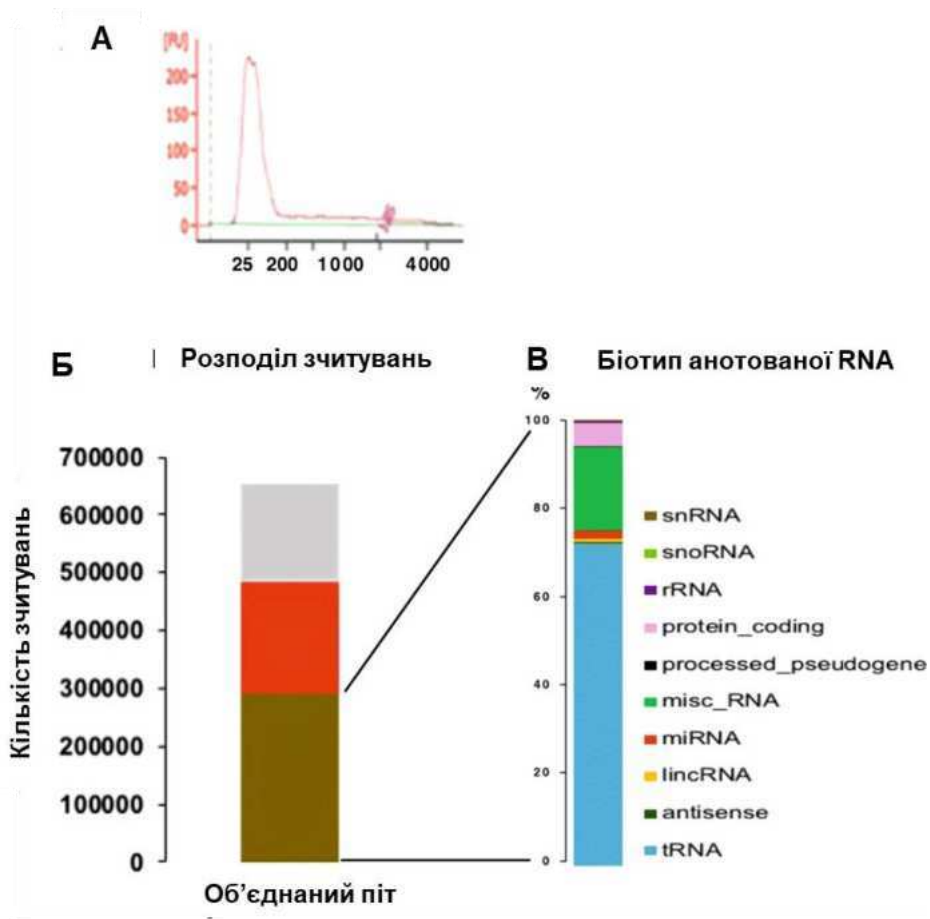 А
[FU]
200
150
100
50
0
25 200 1000 4000
Б
Розподіл зчитувань
Кількість зчитувань
700000
600000
500000
400000
300000
200000
100000
0
Об’єднаний піт
В
Біотип анотованої RNA
%
100
80
60
40
20
0
snRNA
snoRNA
rRNA
protein_coding
processed_pseudogene
misc_RNA
miRNA
lincRNA
antisense
tRNA